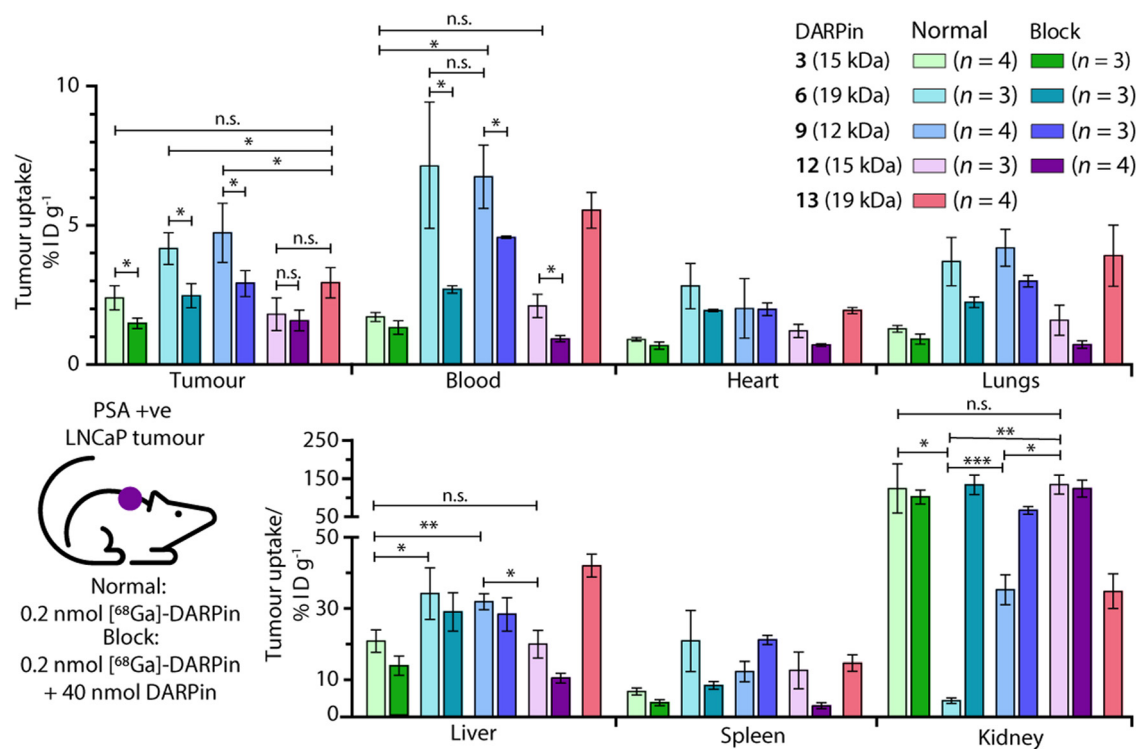 DARPin Normal Block
3 (15 kDa) (n = 4) (n = 3)
6 (19 kDa) (n = 3) (n = 3)
9 (12 kDa) (n = 4) (n = 3)
12 (15 kDa) (n = 3) (n = 4)
13 (19 kDa) (n = 4)
Tumour uptake/
% ID g⁻¹
10
5
0
n.s.
*
*
*
*
*
n.s.
n.s.
Tumour
n.s.
*
n.s.
*
*
*
Blood
Heart
Lungs
PSA +ve
LNCaP tumour
Normal:
0.2 nmol [⁶⁸Ga]-DARPin
Block:
0.2 nmol [⁶⁸Ga]-DARPin
+ 40 nmol DARPin
Tumour uptake/
% ID g⁻¹
250
150
50
50
30
10
0
n.s.
**
*
*
Liver
Spleen
n.s.
**
*
***
*
Kidney